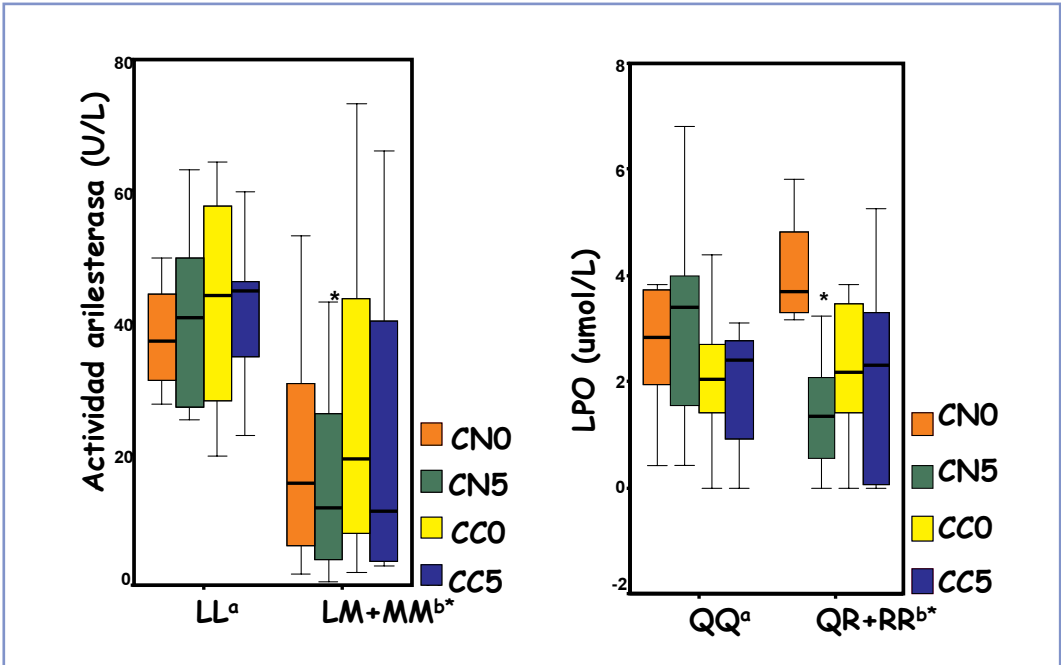 Actividad arilesterasa (U/L)
80
60
40
20
0
*
LLᵃ
LM+MMᵇ*
CN0
CN5
CC0
CC5
LPO (umol/L)
8
6
4
2
0
-2
*
QQᵃ
QR+RRᵇ*
CN0
CN5
CC0
CC5